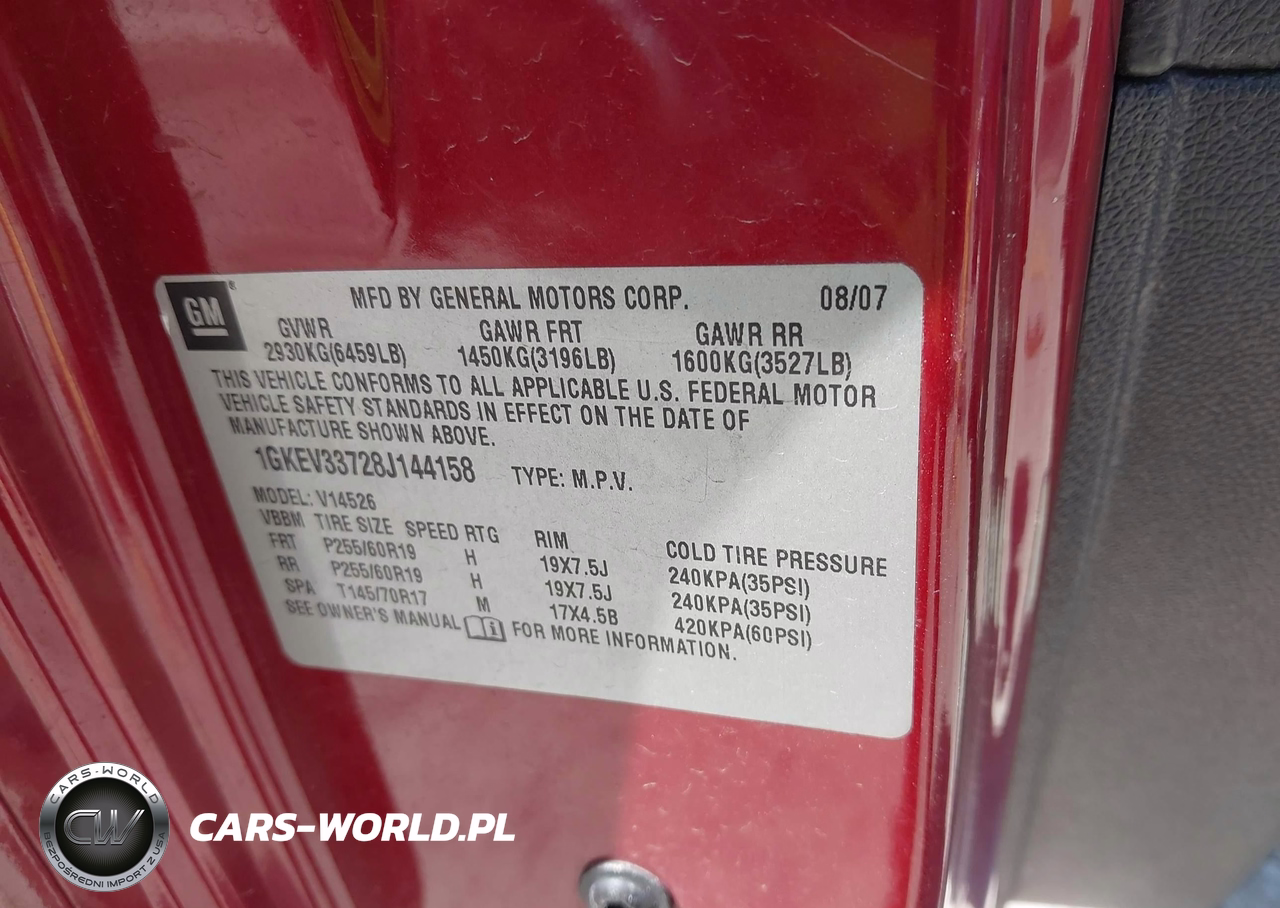 GM
MFD BY GENERAL MOTORS CORP. 08/07
GVWR GAWR FRT GAWR RR
2930KG(6459LB) 1450KG(3196LB) 1600KG(3527LB)
THIS VEHICLE CONFORMS TO ALL APPLICABLE U.S. FEDERAL MOTOR
VEHICLE SAFETY STANDARDS IN EFFECT ON THE DATE OF
MANUFACTURE SHOWN ABOVE.
1GKEV33728J144158 TYPE: M.P.V.
MODEL: V14526
VBBM TIRE SIZE SPEED RTG RIM COLD TIRE PRESSURE
FRT P255/60R19 H 19X7.5J 240KPA(35PSI)
RR P255/60R19 H 19X7.5J 240KPA(35PSI)
SPA T145/70R17 M 17X4.5B 420KPA(60PSI)
SEE OWNER'S MANUAL FOR MORE INFORMATION.
CARS-WORLD
CW
BEZPOŚREDNI IMPORT Z USA
CARS-WORLD.PL